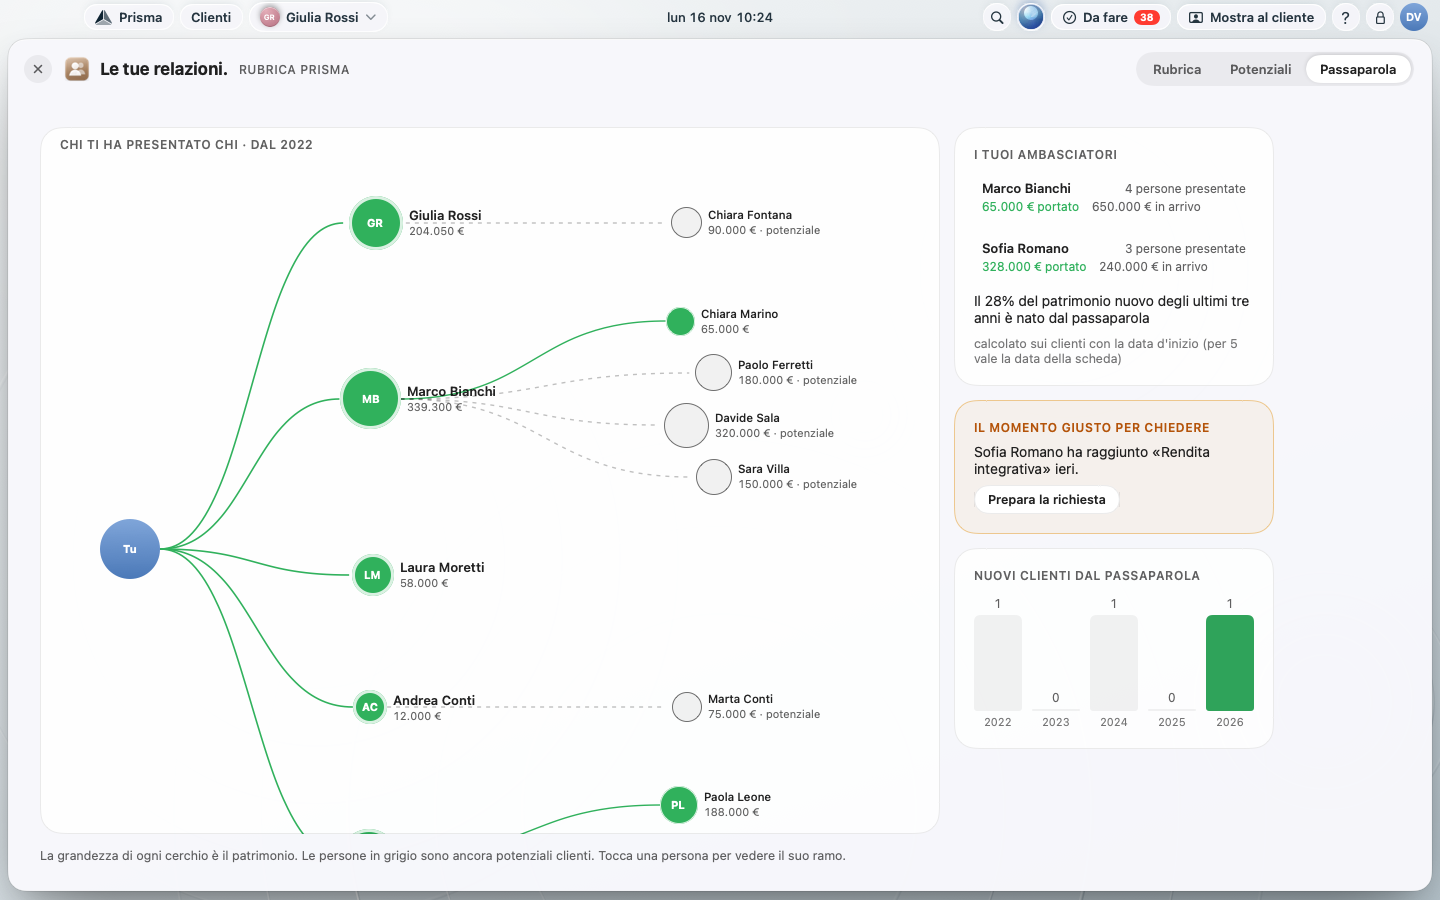 Prisma
Clienti
GR Giulia Rossi
lun 16 nov 10:24
Da fare 38
Mostra al cliente
?
DV
Le tue relazioni. RUBRICA PRISMA
Rubrica
Potenziali
Passaparola
CHI TI HA PRESENTATO CHI · DAL 2022
Tu
GR
Giulia Rossi
204.050 €
Chiara Fontana
90.000 € · potenziale
Chiara Marino
65.000 €
MB
Marco Bianchi
339.300 €
Paolo Ferretti
180.000 € · potenziale
Davide Sala
320.000 € · potenziale
Sara Villa
150.000 € · potenziale
LM
Laura Moretti
58.000 €
AC
Andrea Conti
12.000 €
Marta Conti
75.000 € · potenziale
PL
Paola Leone
188.000 €
La grandezza di ogni cerchio è il patrimonio. Le persone in grigio sono ancora potenziali clienti. Tocca una persona per vedere il suo ramo.
I TUOI AMBASCIATORI
Marco Bianchi 4 persone presentate
65.000 € portato 650.000 € in arrivo
Sofia Romano 3 persone presentate
328.000 € portato 240.000 € in arrivo
Il 28% del patrimonio nuovo degli ultimi tre
anni è nato dal passaparola
calcolato sui clienti con la data d'inizio (per 5
vale la data della scheda)
IL MOMENTO GIUSTO PER CHIEDERE
Sofia Romano ha raggiunto «Rendita
integrativa» ieri.
Prepara la richiesta
NUOVI CLIENTI DAL PASSAPAROLA
1 0 1 0 1
2022 2023 2024 2025 2026